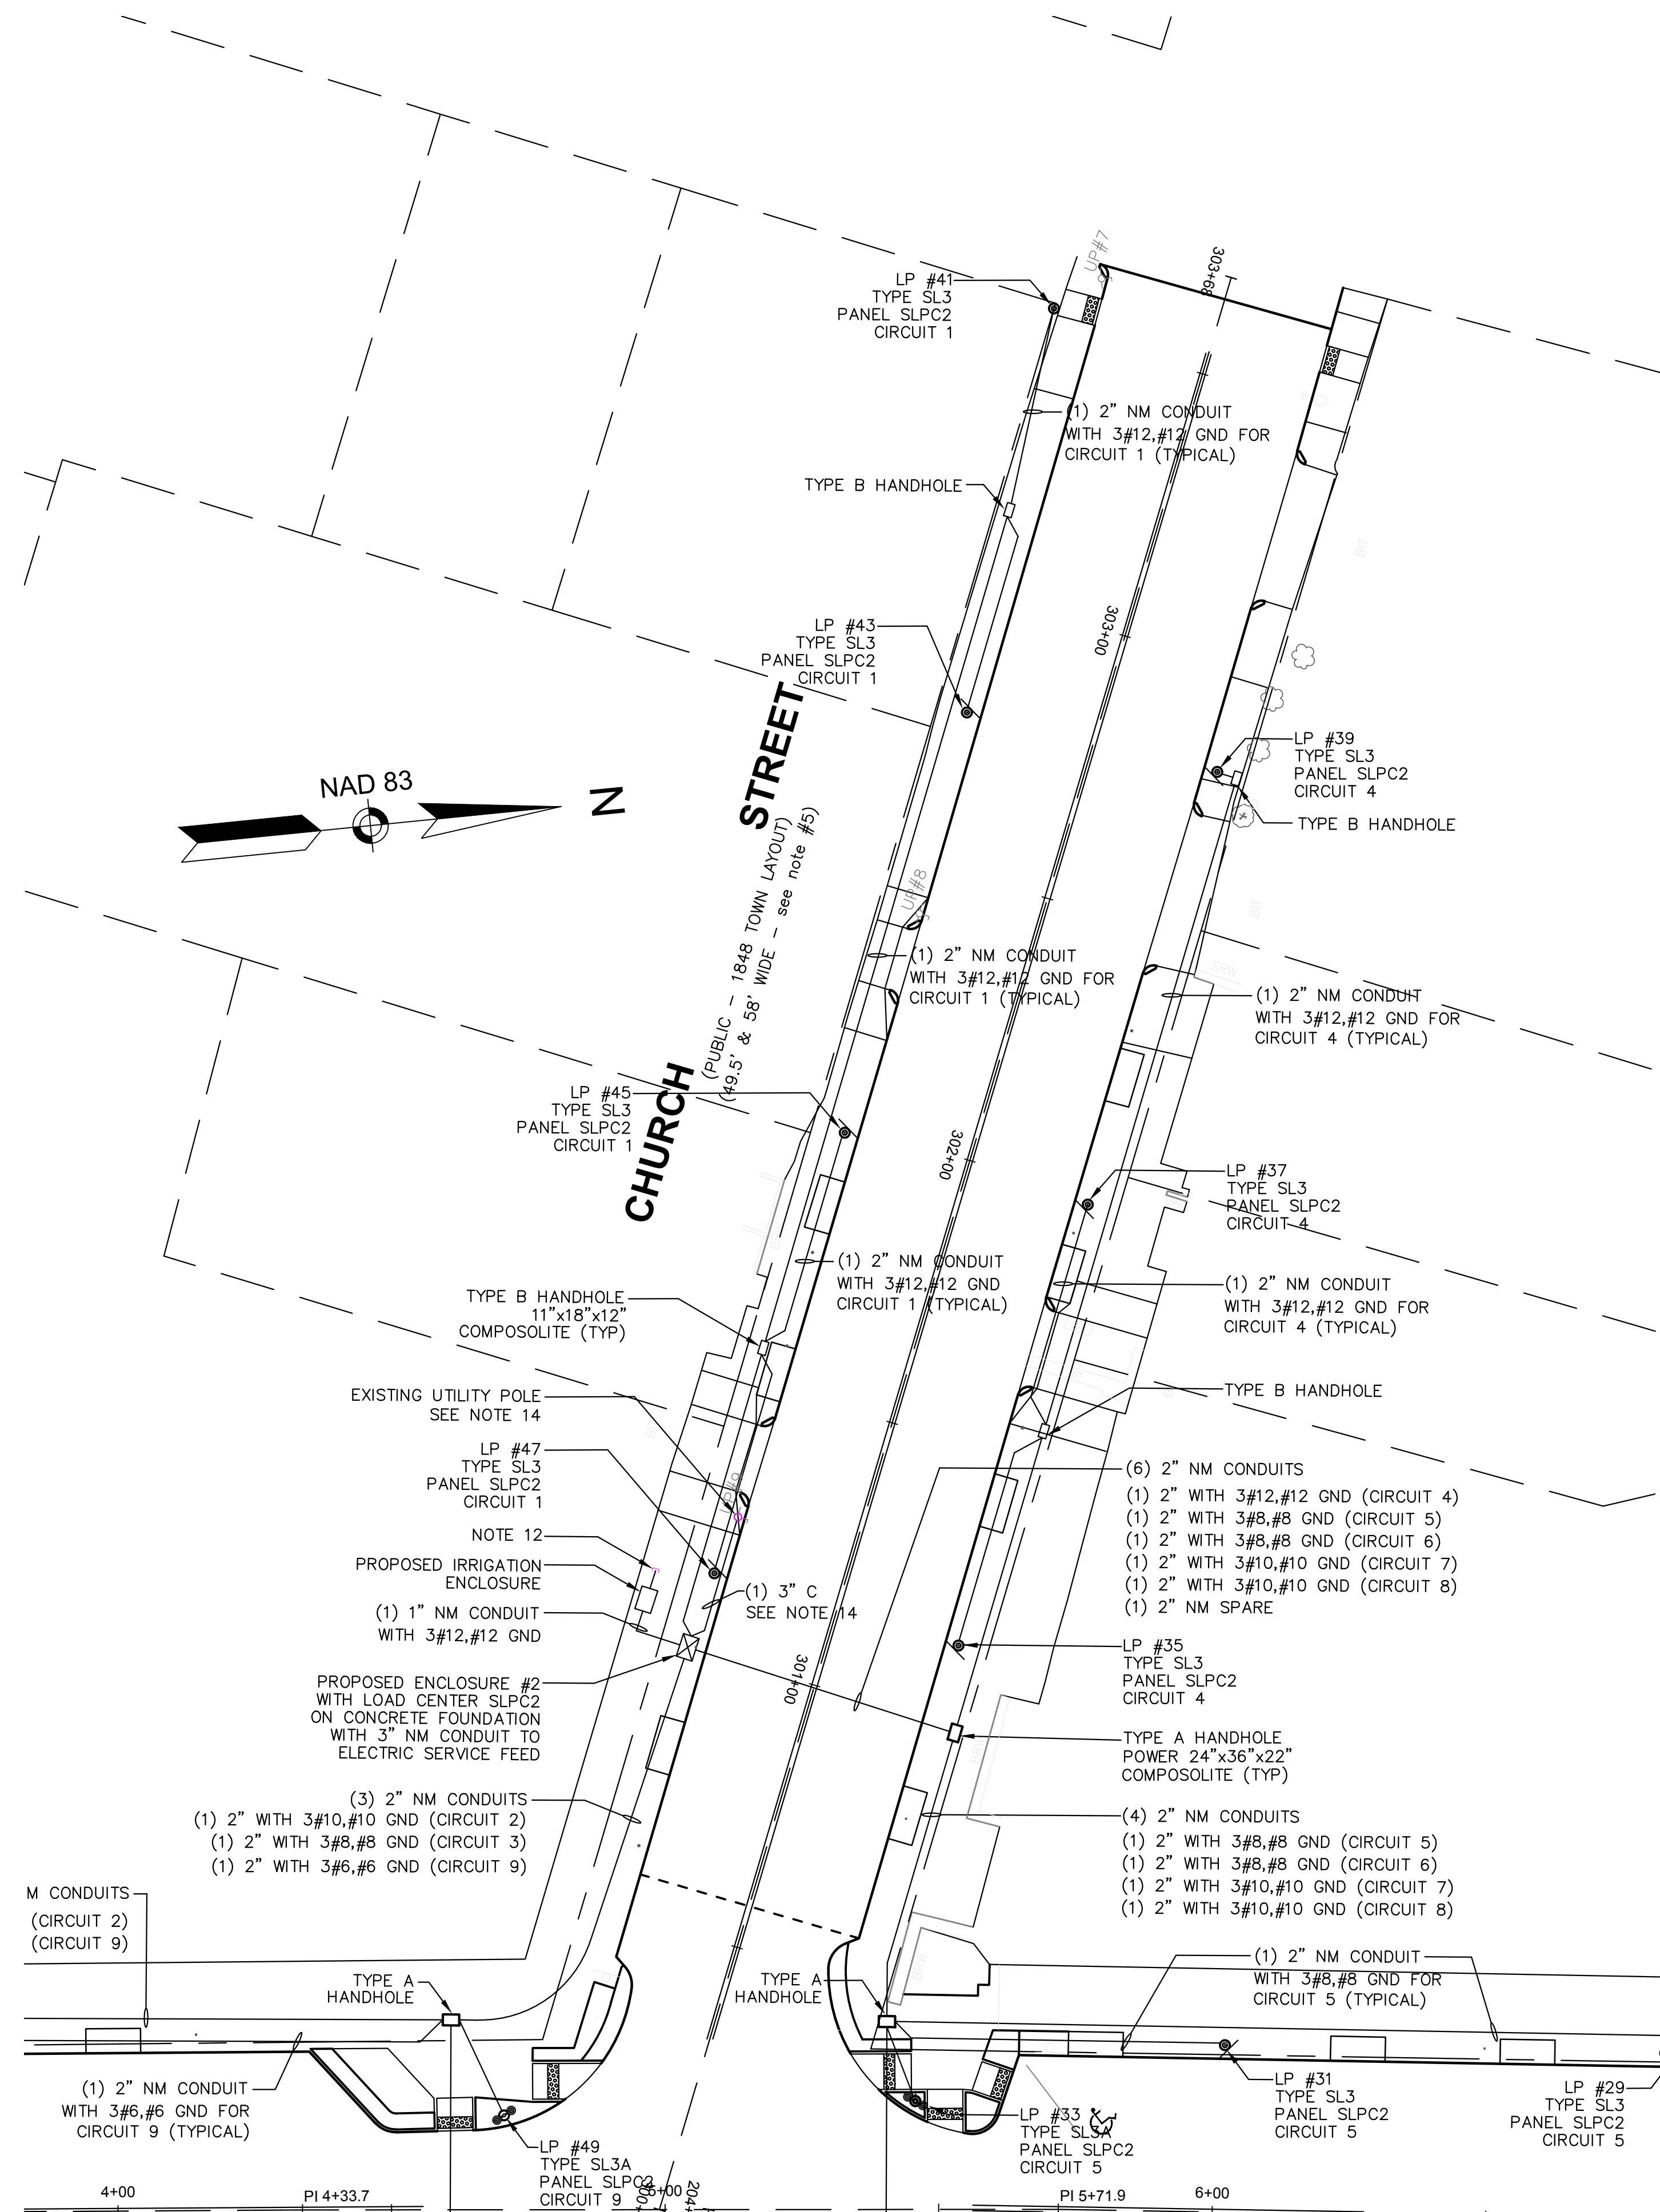 UP#7
303+68
LP #41
TYPE SL3
PANEL SLPC2
CIRCUIT 1
(1) 2” NM CONDUIT
WITH 3#12,#12 GND FOR
CIRCUIT 1 (TYPICAL)
TYPE B HANDHOLE
BIT
303+00
LP #43
TYPE SL3
PANEL SLPC2
CIRCUIT 1
LP #39
TYPE SL3
PANEL SLPC2
CIRCUIT 4
TYPE B HANDHOLE
NAD 83
N
CHURCH STREET
(PUBLIC – 1848 TOWN LAYOUT)
(49.5’ & 58’ WIDE – see note #5)
UP#8
BIT
SRW
(1) 2” NM CONDUIT
WITH 3#12,#12 GND FOR
CIRCUIT 1 (TYPICAL)
(1) 2” NM CONDUIT
WITH 3#12,#12 GND FOR
CIRCUIT 4 (TYPICAL)
LP #45
TYPE SL3
PANEL SLPC2
CIRCUIT 1
302+00
LP #37
TYPE SL3
PANEL SLPC2
CIRCUIT 4
(1) 2” NM CONDUIT
WITH 3#12,#12 GND
CIRCUIT 1 (TYPICAL)
(1) 2” NM CONDUIT
WITH 3#12,#12 GND FOR
CIRCUIT 4 (TYPICAL)
TYPE B HANDHOLE
11”x18”x12”
COMPOSOLITE (TYP)
EXISTING UTILITY POLE
SEE NOTE 14
TYPE B HANDHOLE
LP #47
TYPE SL3
PANEL SLPC2
CIRCUIT 1
UP#9
NOTE 12
PROPOSED IRRIGATION
ENCLOSURE
(1) 1” NM CONDUIT
WITH 3#12,#12 GND
(1) 3” C
SEE NOTE 14
(6) 2” NM CONDUITS
(1) 2” WITH 3#12,#12 GND (CIRCUIT 4)
(1) 2” WITH 3#8,#8 GND (CIRCUIT 5)
(1) 2” WITH 3#8,#8 GND (CIRCUIT 6)
(1) 2” WITH 3#10,#10 GND (CIRCUIT 7)
(1) 2” WITH 3#10,#10 GND (CIRCUIT 8)
(1) 2” NM SPARE
LP #35
TYPE SL3
PANEL SLPC2
CIRCUIT 4
301+00
PROPOSED ENCLOSURE #2
WITH LOAD CENTER SLPC2
ON CONCRETE FOUNDATION
WITH 3” NM CONDUIT TO
ELECTRIC SERVICE FEED
TYPE A HANDHOLE
POWER 24”x36”x22”
COMPOSOLITE (TYP)
(3) 2” NM CONDUITS
(1) 2” WITH 3#10,#10 GND (CIRCUIT 2)
(1) 2” WITH 3#8,#8 GND (CIRCUIT 3)
(1) 2” WITH 3#6,#6 GND (CIRCUIT 9)
(4) 2” NM CONDUITS
(1) 2” WITH 3#8,#8 GND (CIRCUIT 5)
(1) 2” WITH 3#8,#8 GND (CIRCUIT 6)
(1) 2” WITH 3#10,#10 GND (CIRCUIT 7)
(1) 2” WITH 3#10,#10 GND (CIRCUIT 8)
M CONDUITS
(CIRCUIT 2)
(CIRCUIT 9)
BRW
TYPE A
HANDHOLE
TYPE A
HANDHOLE
(1) 2” NM CONDUIT
WITH 3#8,#8 GND FOR
CIRCUIT 5 (TYPICAL)
(1) 2” NM CONDUIT
WITH 3#6,#6 GND FOR
CIRCUIT 9 (TYPICAL)
LP #49
TYPE SL3A
PANEL SLPC2
CIRCUIT 9
LP #33
TYPE SL3A
PANEL SLPC2
CIRCUIT 5
LP #31
TYPE SL3
PANEL SLPC2
CIRCUIT 5
LP #29
TYPE SL3
PANEL SLPC2
CIRCUIT 5
4+00
PI 4+33.7
PI 5+71.9
6+00